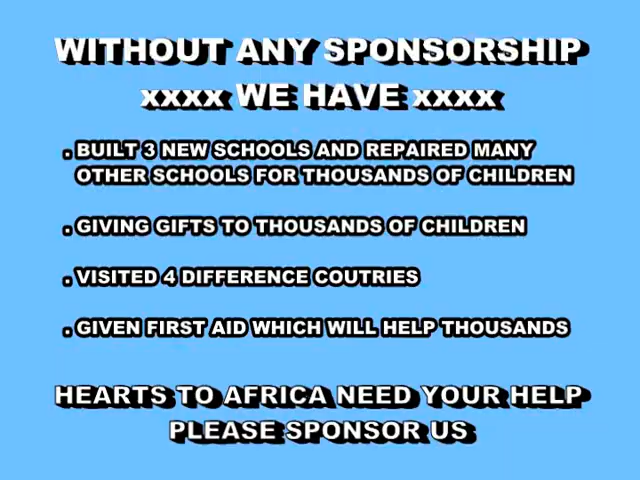 WITHOUT ANY SPONSORSHIP
xxxx WE HAVE xxxx
. BUILT 3 NEW SCHOOLS AND REPAIRED MANY
OTHER SCHOOLS FOR THOUSANDS OF CHILDREN
. GIVING GIFTS TO THOUSANDS OF CHILDREN
. VISITED 4 DIFFERENCE COUTRIES
. GIVEN FIRST AID WHICH WILL HELP THOUSANDS
HEARTS TO AFRICA NEED YOUR HELP
PLEASE SPONSOR US